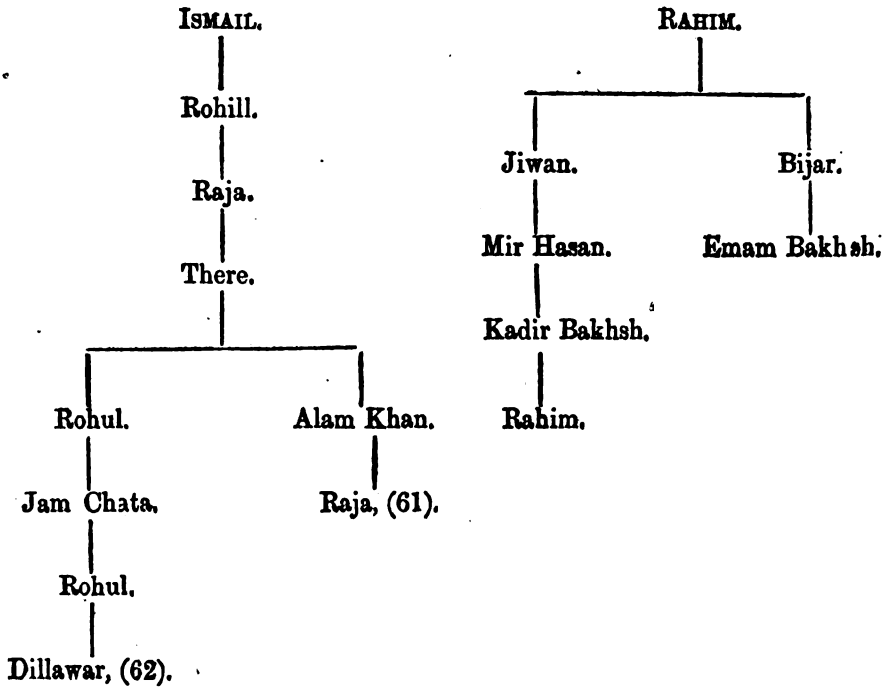 ISMAIL.
Rohill.
Raja.
There.
Rohul.
Alam Khan.
Jam Chata.
Raja, (61).
Rohul.
Dillawar, (62).
RAHIM.
Jiwan.
Bijar.
Mir Hasan.
Emam Bakhsh.
Kadir Bakhsh.
Rahim.